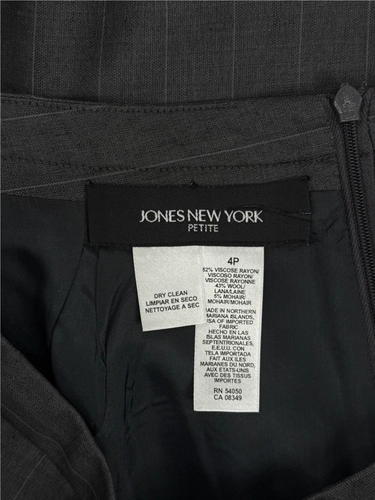 JONES NEW YORK
PETITE
4P
52% VISCOSE RAYON/
VISCOSO RAYON/
VISCOSE RAYONNE
43% WOOL/
LANA/LAINE
5% MOHAIR/
MOHAIR/MOHAIR
DRY CLEAN
LIMPIAR EN SECO
NETTOYAGE A SEC
MADE IN NORTHERN
MARIANA ISLANDS,
USA OF IMPORTED
FABRIC
HECHO EN LAS
ISLAS MARIANAS
SEPTENTRIONALES,
E.E.U.U. CON
TELA IMPORTADA
FAIT AUX ILES
MARIANES DU NORD,
AUX ETATS-UNIS
AVEC DES TISSUS
IMPORTES
RN 54050
CA 08349